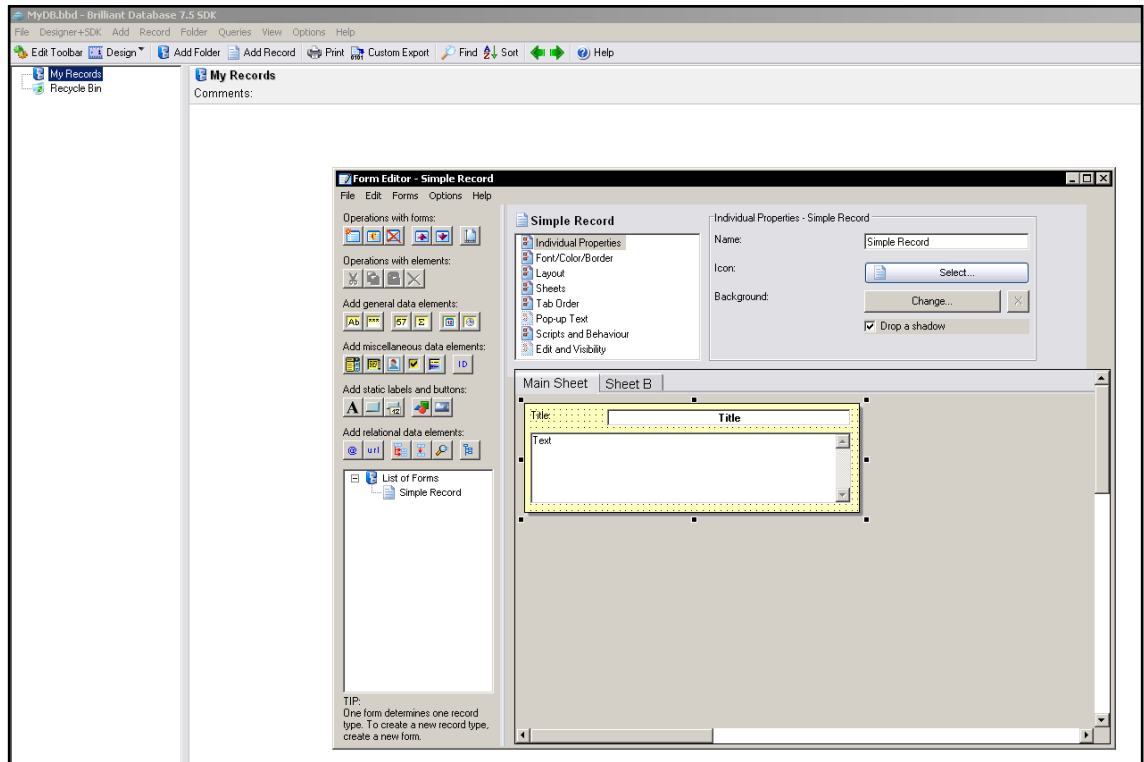 MyDB.bbd - Brilliant Database 7.5 SDK
File Designer+SDK Add Record Folder Queries View Options Help
Edit Toolbar Design Add Folder Add Record Print Custom Export Find Sort Help
My Records
Recycle Bin
My Records
Comments:
Form Editor - Simple Record
File Edit Forms Options Help
Operations with forms:
Operations with elements:
Add general data elements:
Ab *** 57 Σ 12
Add miscellaneous data elements:
ID
Add static labels and buttons:
A 12
Add relational data elements:
@ url
List of Forms
Simple Record
TIP:
One form determines one record
type. To create a new record type,
create a new form.
Simple Record
Individual Properties
Font/Color/Border
Layout
Sheets
Tab Order
Pop-up Text
Scripts and Behaviour
Edit and Visibility
Individual Properties - Simple Record
Name: Simple Record
Icon: Select...
Background: Change...
Drop a shadow
Main Sheet Sheet B
Title: Title
Text